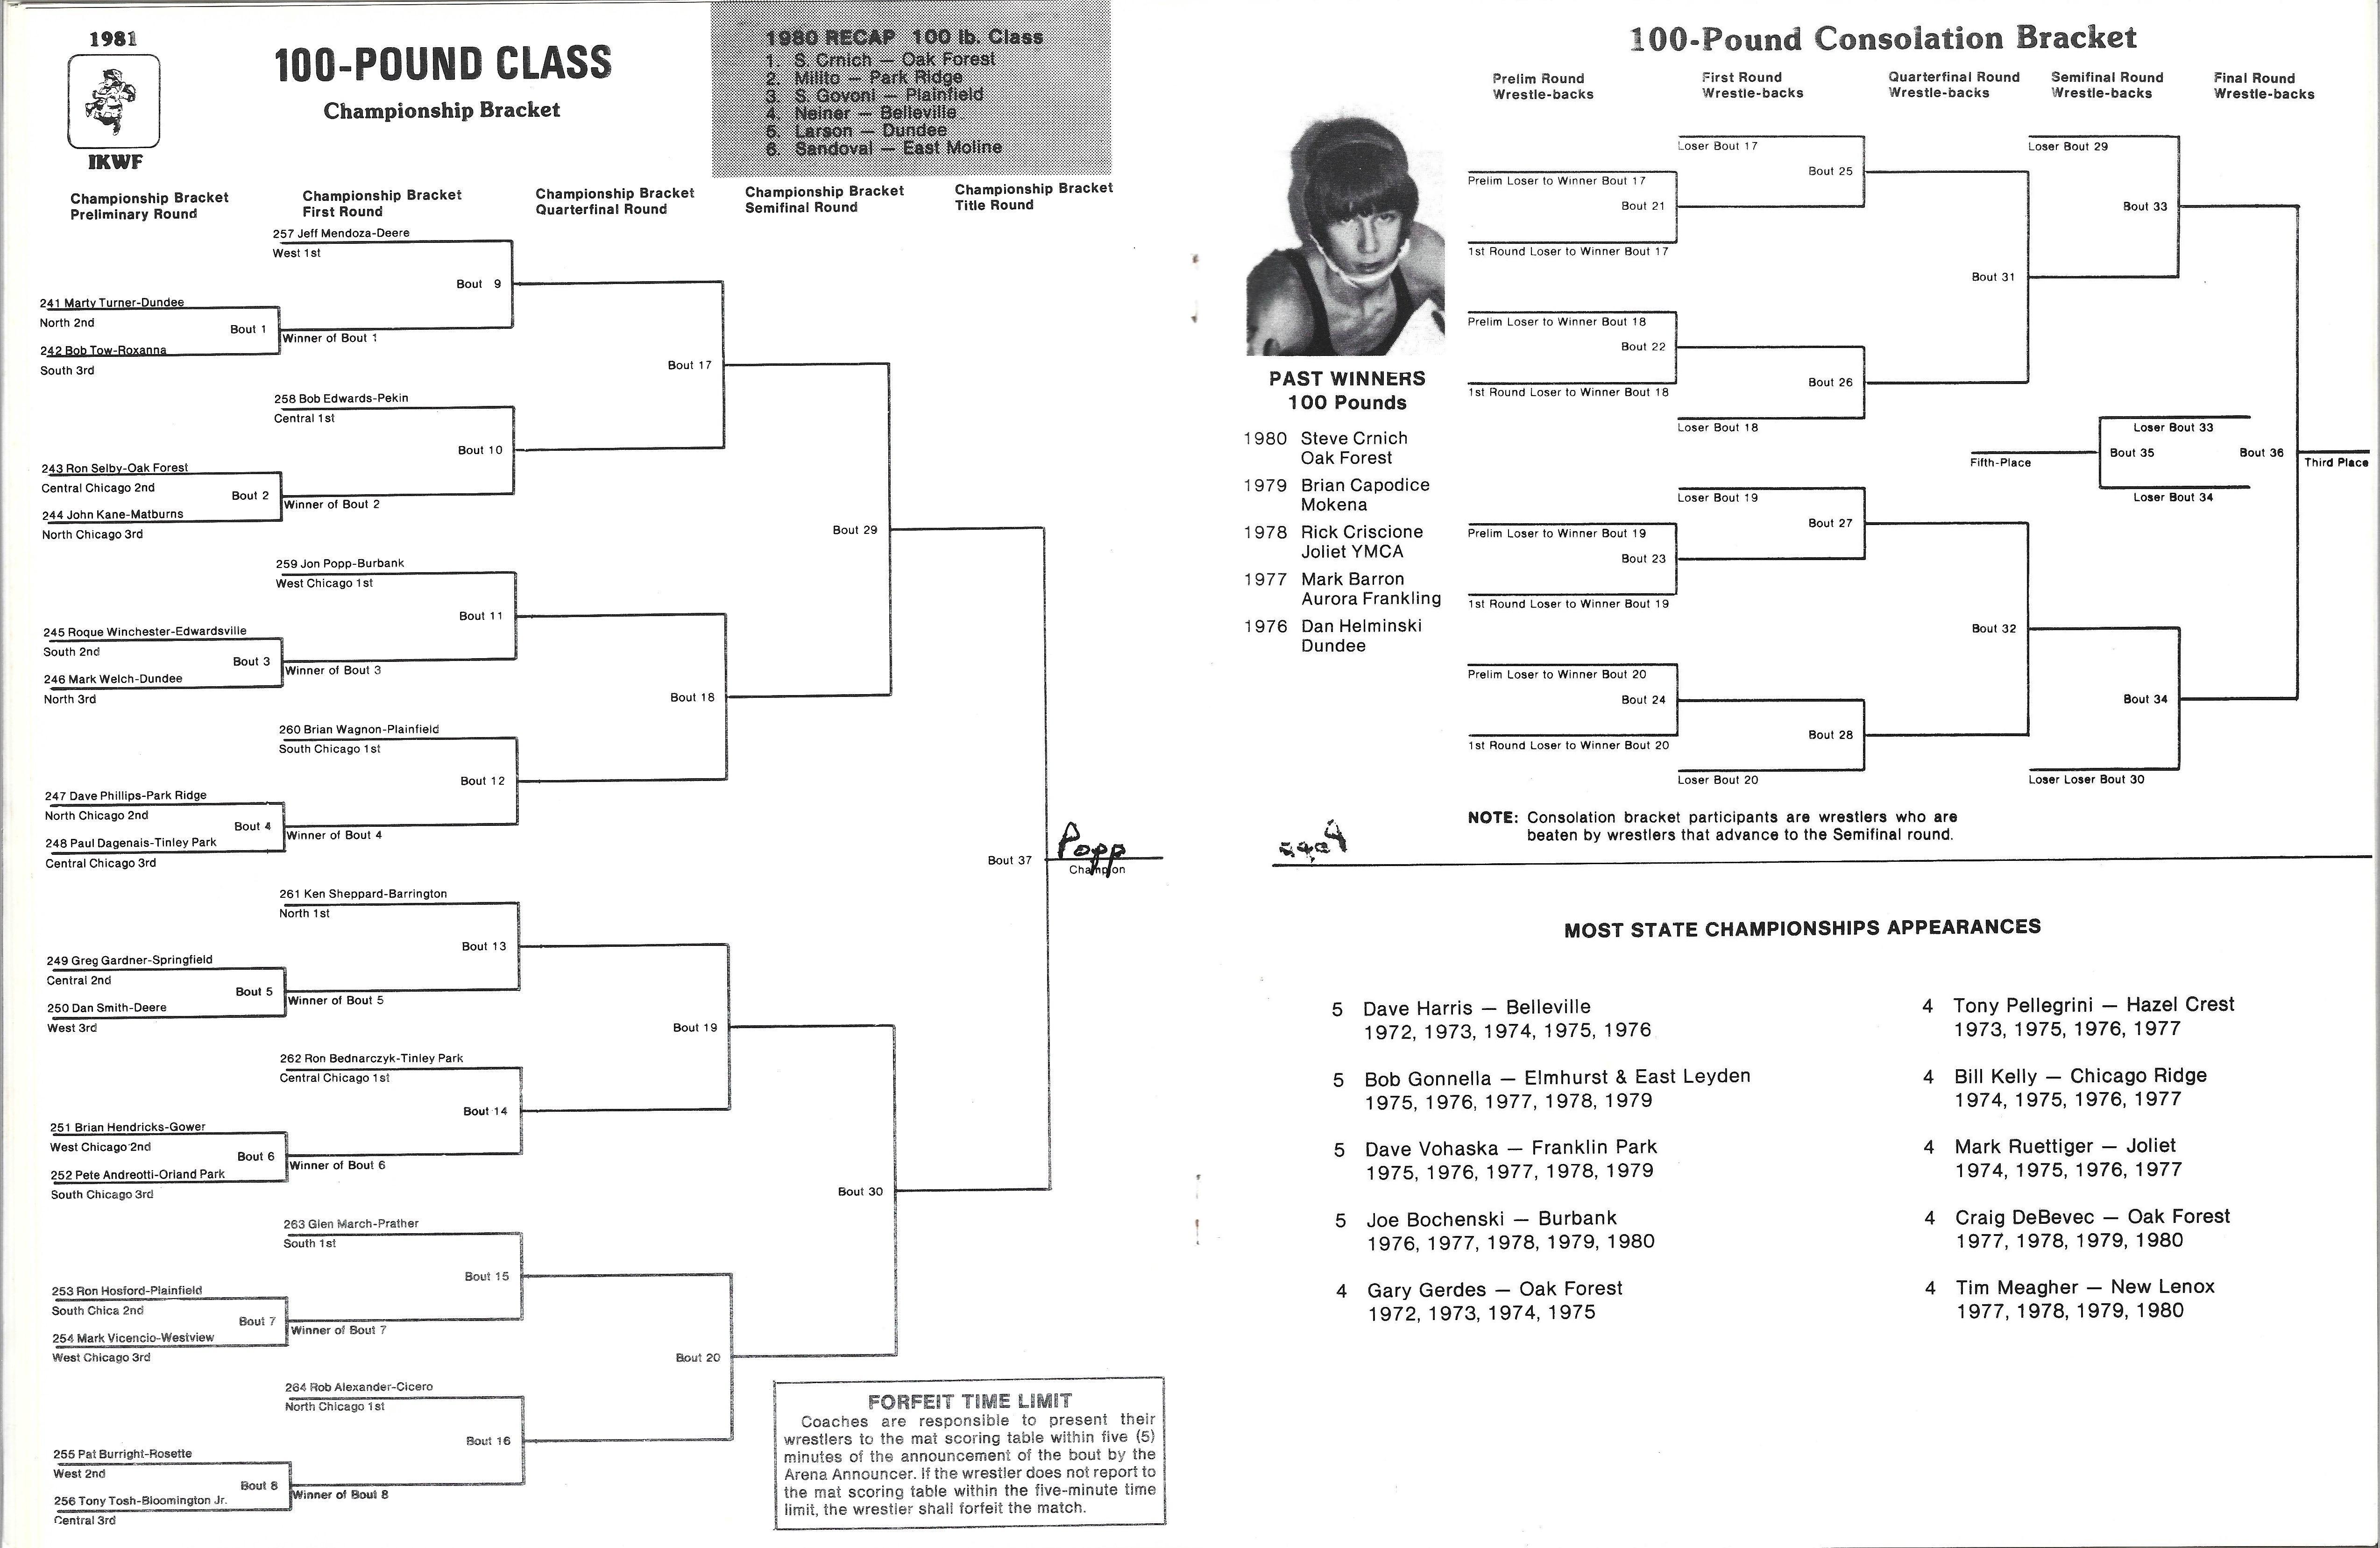 1981
IKWF
100-POUND CLASS
Championship Bracket
1980 RECAP 100 lb. Class
1. S. Crnich — Oak Forest
2. Milito — Park Ridge
3. S. Govoni — Plainfield
4. Neiner — Belleville
5. Larson — Dundee
6. Sandoval — East Moline
Championship Bracket
Preliminary Round
Championship Bracket
First Round
Championship Bracket
Quarterfinal Round
Championship Bracket
Semifinal Round
Championship Bracket
Title Round
257 Jeff Mendoza-Deere
West 1st
Bout 9
241 Marty Turner-Dundee
North 2nd
Bout 1
Winner of Bout 1
242 Bob Tow-Roxanna
South 3rd
Bout 17
258 Bob Edwards-Pekin
Central 1st
Bout 10
243 Ron Selby-Oak Forest
Central Chicago 2nd
Bout 2
Winner of Bout 2
244 John Kane-Matburns
North Chicago 3rd
Bout 29
259 Jon Popp-Burbank
West Chicago 1st
Bout 11
245 Roque Winchester-Edwardsville
South 2nd
Bout 3
Winner of Bout 3
246 Mark Welch-Dundee
North 3rd
Bout 18
260 Brian Wagnon-Plainfield
South Chicago 1st
Bout 12
247 Dave Phillips-Park Ridge
North Chicago 2nd
Bout 4
Winner of Bout 4
248 Paul Dagenais-Tinley Park
Central Chicago 3rd
Bout 37
Popp
Champion
261 Ken Sheppard-Barrington
North 1st
Bout 13
249 Greg Gardner-Springfield
Central 2nd
Bout 5
Winner of Bout 5
250 Dan Smith-Deere
West 3rd
Bout 19
262 Ron Bednarczyk-Tinley Park
Central Chicago 1st
Bout 14
251 Brian Hendricks-Gower
West Chicago 2nd
Bout 6
Winner of Bout 6
252 Pete Andreotti-Orland Park
South Chicago 3rd
Bout 30
263 Glen March-Prather
South 1st
Bout 15
253 Ron Hosford-Plainfield
South Chica 2nd
Bout 7
Winner of Bout 7
254 Mark Vicencio-Westview
West Chicago 3rd
Bout 20
264 Rob Alexander-Cicero
North Chicago 1st
Bout 16
255 Pat Burright-Rosette
West 2nd
Bout 8
Winner of Bout 8
256 Tony Tosh-Bloomington Jr.
Central 3rd
FORFEIT TIME LIMIT
Coaches are responsible to present their
wrestlers to the mat scoring table within five (5)
minutes of the announcement of the bout by the
Arena Announcer. If the wrestler does not report to
the mat scoring table within the five-minute time
limit, the wrestler shall forfeit the match.
100-Pound Consolation Bracket
Prelim Round
Wrestle-backs
First Round
Wrestle-backs
Quarterfinal Round
Wrestle-backs
Semifinal Round
Wrestle-backs
Final Round
Wrestle-backs
Loser Bout 17
Bout 25
Prelim Loser to Winner Bout 17
Bout 21
1st Round Loser to Winner Bout 17
Loser Bout 29
Bout 33
Bout 31
Prelim Loser to Winner Bout 18
Bout 22
1st Round Loser to Winner Bout 18
Bout 26
Loser Bout 18
Loser Bout 33
Fifth-Place
Bout 35
Bout 36
Third Place
Loser Bout 34
Loser Bout 19
Bout 27
Prelim Loser to Winner Bout 19
Bout 23
1st Round Loser to Winner Bout 19
Bout 32
Prelim Loser to Winner Bout 20
Bout 24
1st Round Loser to Winner Bout 20
Bout 28
Loser Bout 20
Bout 34
Loser Loser Bout 30
PAST WINNERS
100 Pounds
1980 Steve Crnich
Oak Forest
1979 Brian Capodice
Mokena
1978 Rick Criscione
Joliet YMCA
1977 Mark Barron
Aurora Frankling
1976 Dan Helminski
Dundee
NOTE: Consolation bracket participants are wrestlers who are
beaten by wrestlers that advance to the Semifinal round.
MOST STATE CHAMPIONSHIPS APPEARANCES
5 Dave Harris — Belleville
1972, 1973, 1974, 1975, 1976
5 Bob Gonnella — Elmhurst & East Leyden
1975, 1976, 1977, 1978, 1979
5 Dave Vohaska — Franklin Park
1975, 1976, 1977, 1978, 1979
5 Joe Bochenski — Burbank
1976, 1977, 1978, 1979, 1980
4 Gary Gerdes — Oak Forest
1972, 1973, 1974, 1975
4 Tony Pellegrini — Hazel Crest
1973, 1975, 1976, 1977
4 Bill Kelly — Chicago Ridge
1974, 1975, 1976, 1977
4 Mark Ruettiger — Joliet
1974, 1975, 1976, 1977
4 Craig DeBevec — Oak Forest
1977, 1978, 1979, 1980
4 Tim Meagher — New Lenox
1977, 1978, 1979, 1980